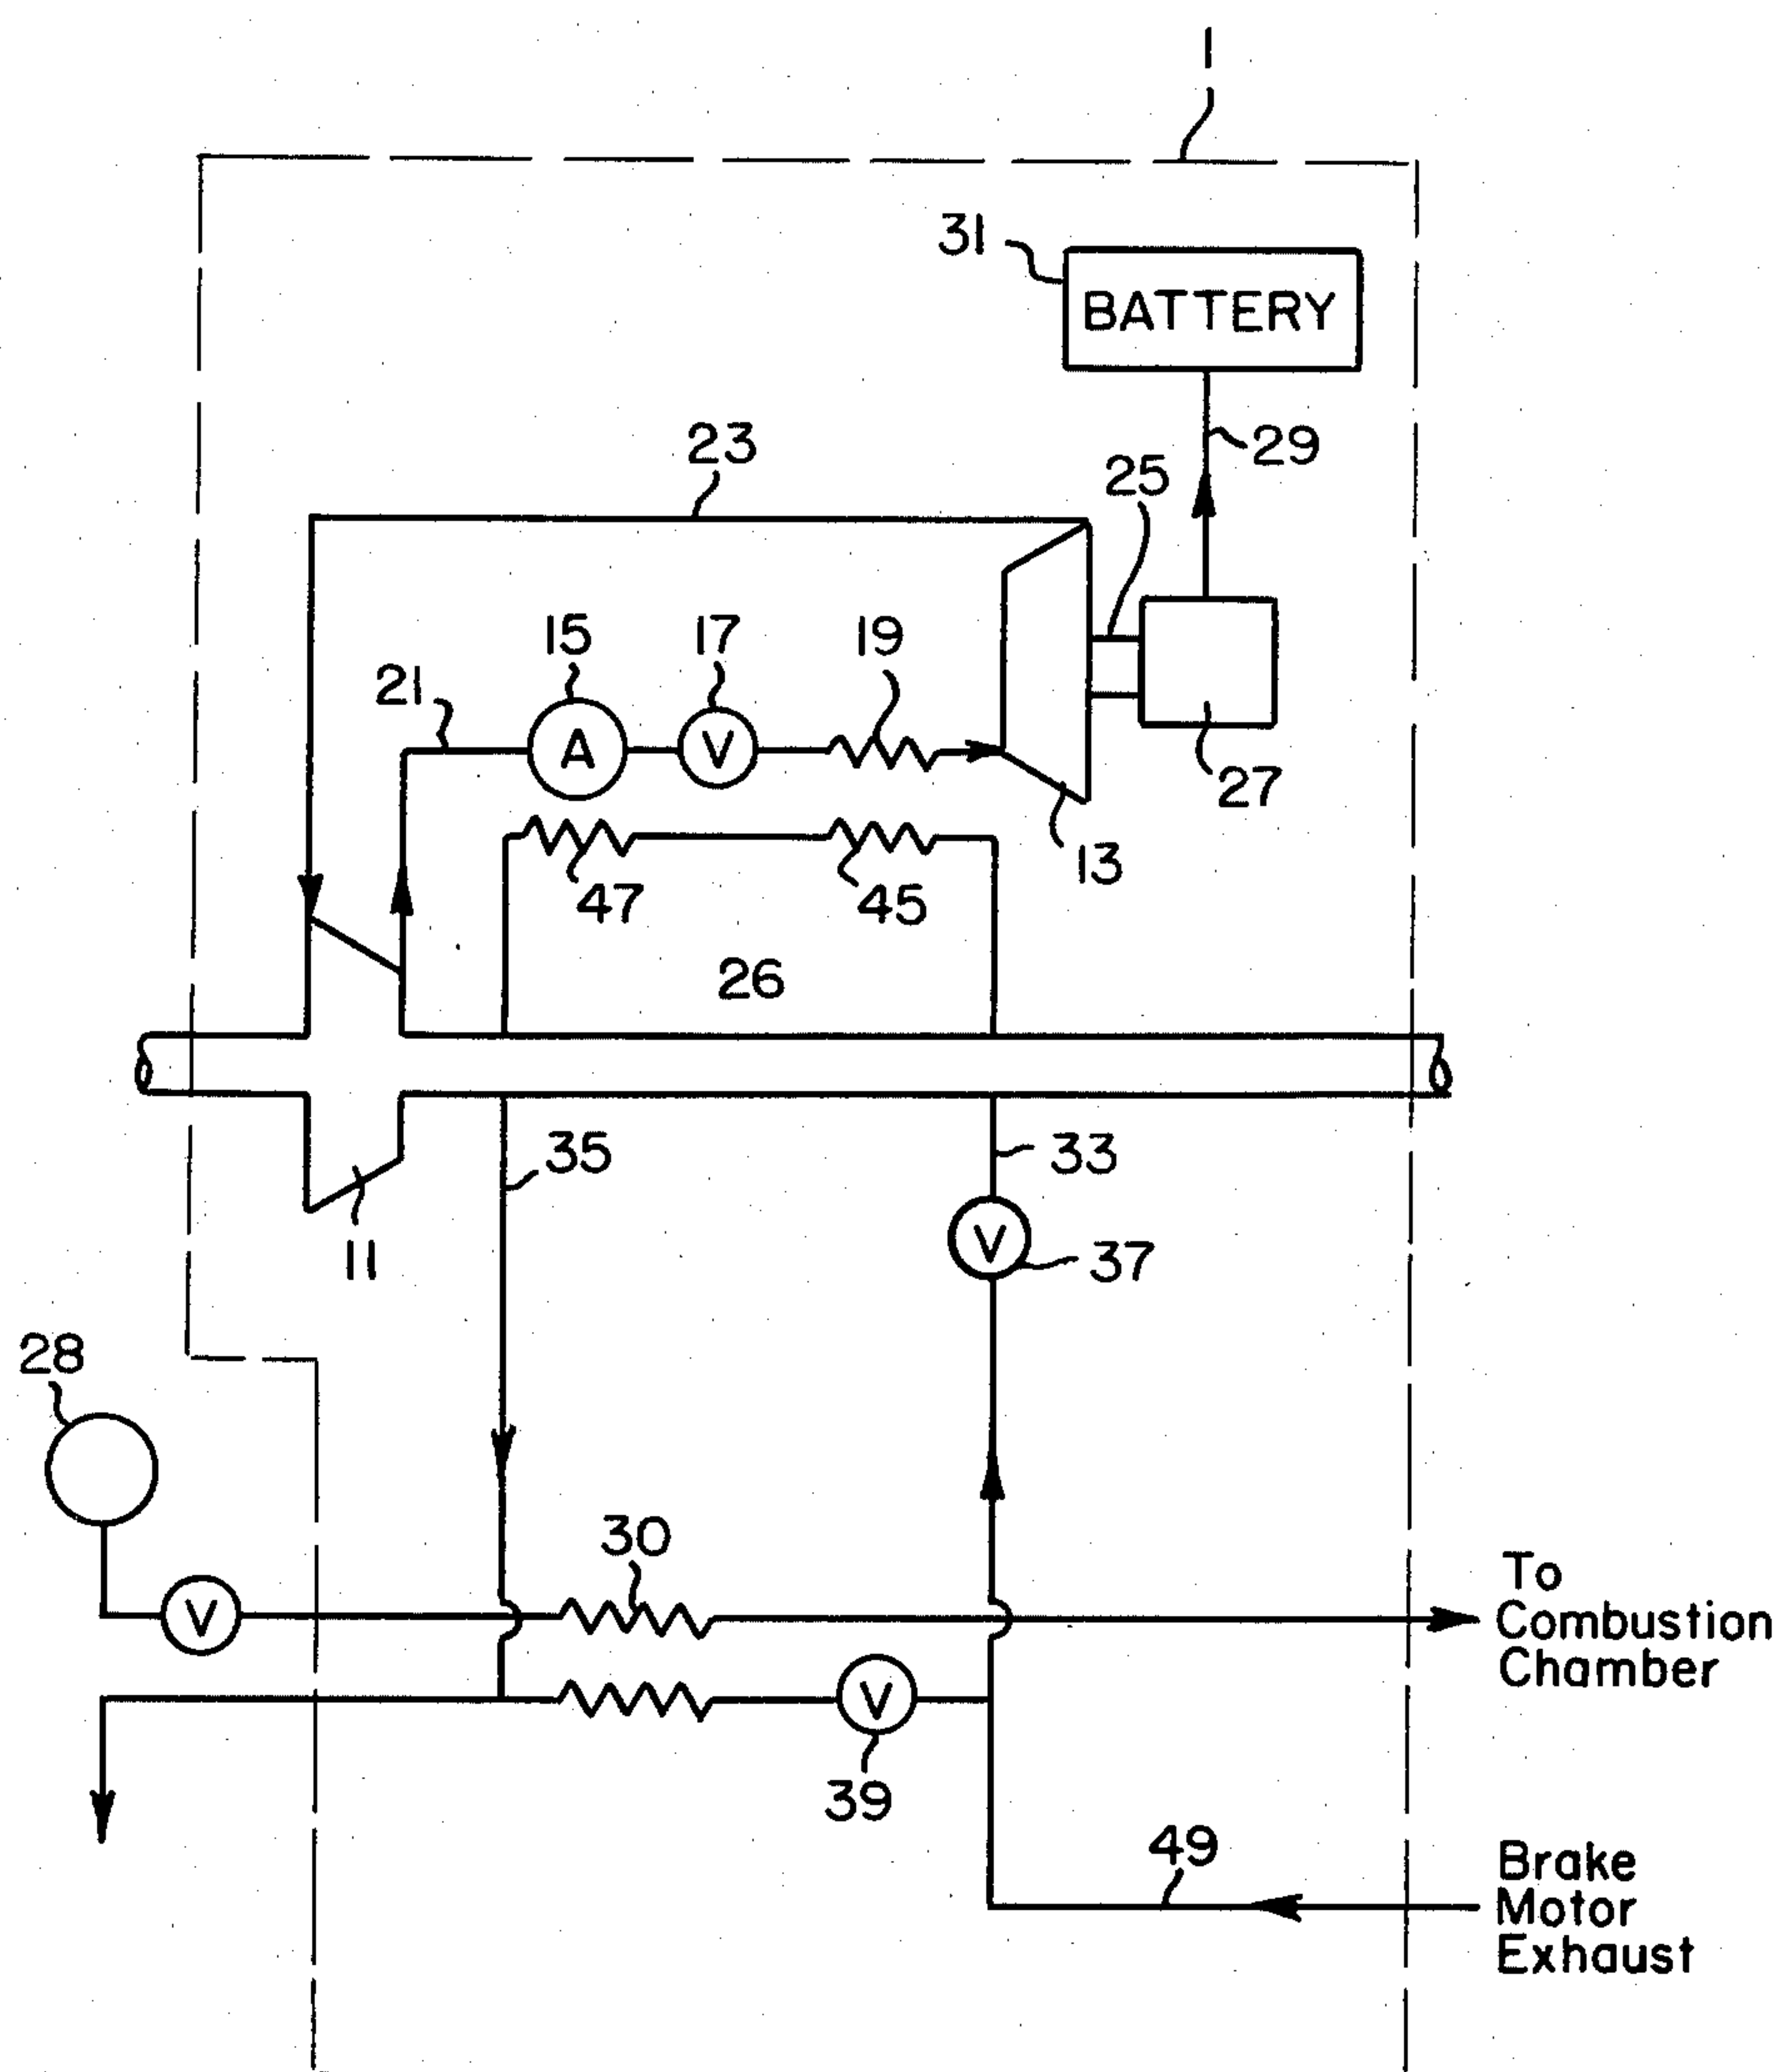 1
31
BATTERY
29
23
25
15
17
19
21
A
V
27
13
47
45
26
35
33
11
V
37
28
30
V
To
Combustion
Chamber
V
39
49
Brake
Motor
Exhaust